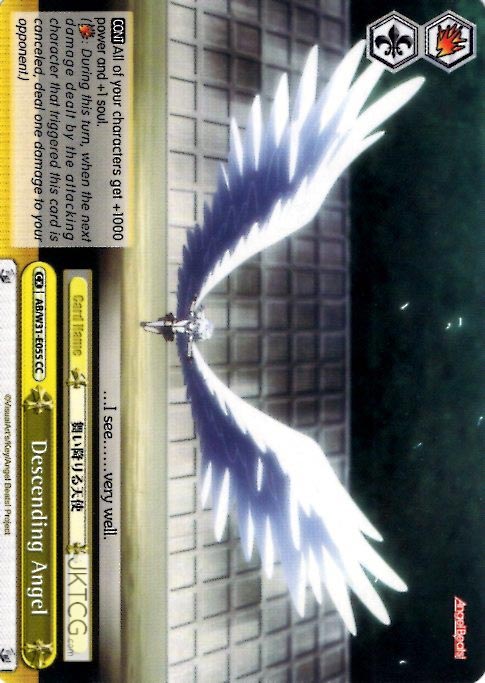 CONT All of your characters get +1000
power and +1 soul.
( : During this turn, when the next
damage dealt by the attacking
character that triggered this card is
canceled, deal one damage to your
opponent.)
Angel Beats!
...I see......very well.
Card Name 舞い降りる天使 JKTCG.com
CX AB/W31-E055 CC Descending Angel
©VisualArt's/Key/Angel Beats! Project